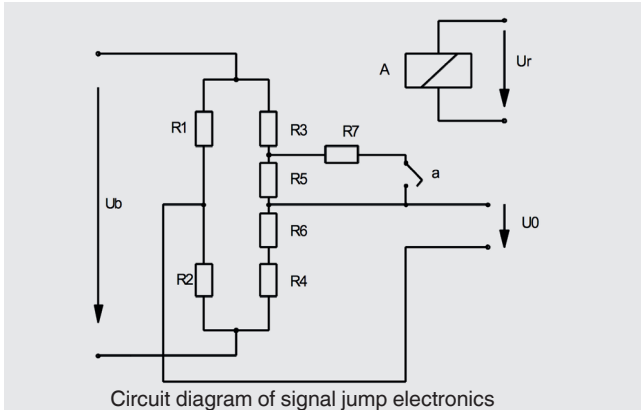 A
Ur
R1
R3
R7
R5
a
Ub
R6
U0
R2
R4
Circuit diagram of signal jump electronics